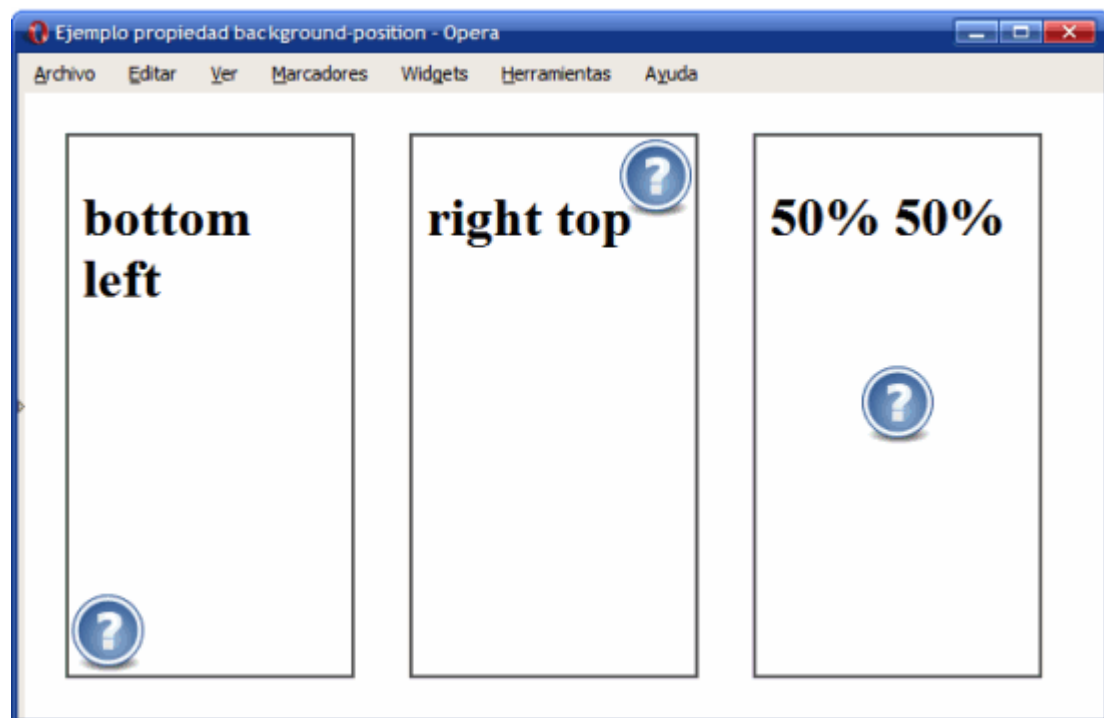 Ejemplo propiedad background-position - Opera
Archivo Editar Ver Marcadores Widgets Herramientas Ayuda
bottom
left
?
right top
?
50% 50%
?